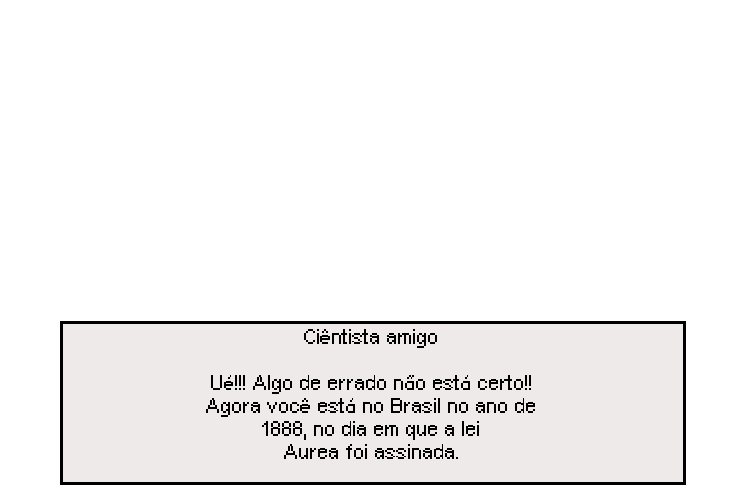 Ciêntista amigo
Ué!!! Algo de errado não está certo!!
Agora você está no Brasil no ano de
1888, no dia em que a lei
Aurea foi assinada.